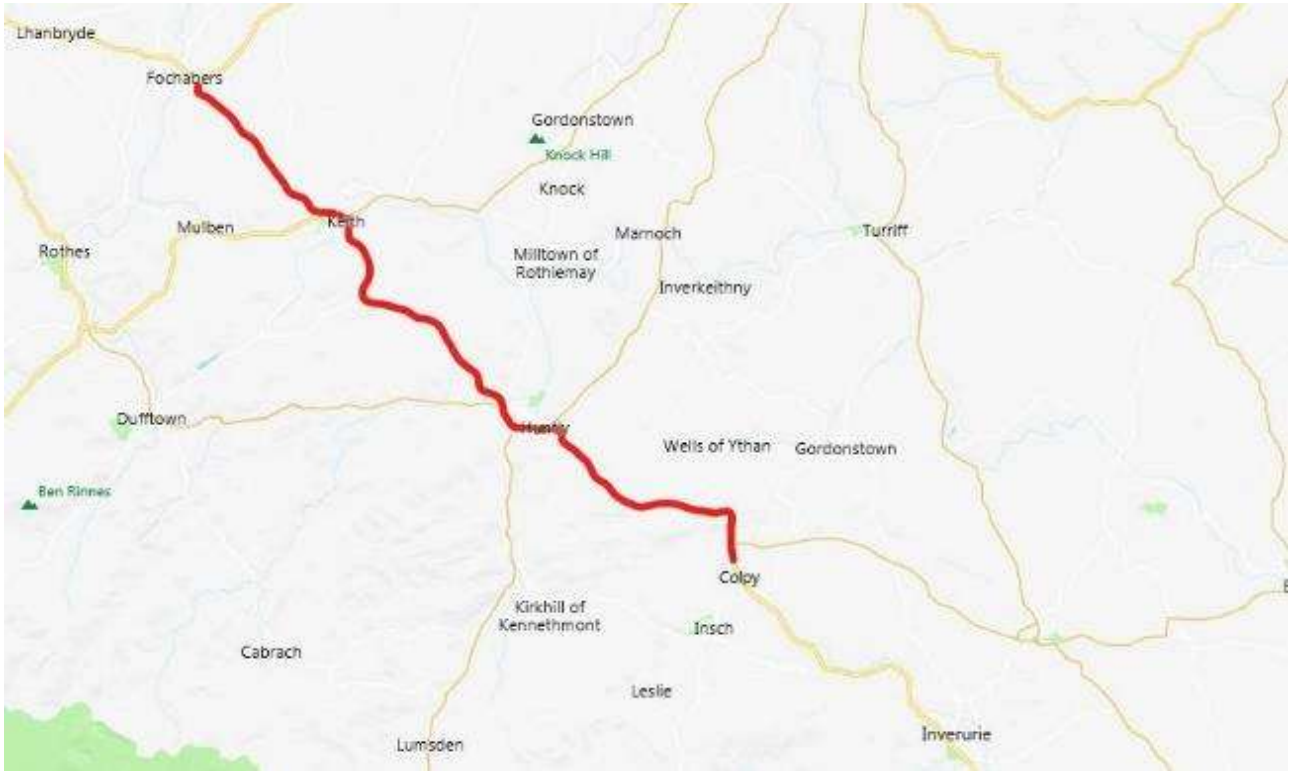 Lhanbryde
Fochabers
Gordonstown
Knock Hill
Knock
Keith
Mulben
Turriff
Marnoch
Rothes
Milltown of
Rothiemay
Inverkeithny
Dufftown
Huntly
Wells of Ythan
Gordonstown
Ben Rinnes
Colpy
Kirkhill of
Kennethmont
Insch
Cabrach
Leslie
Inverurie
Lumsden